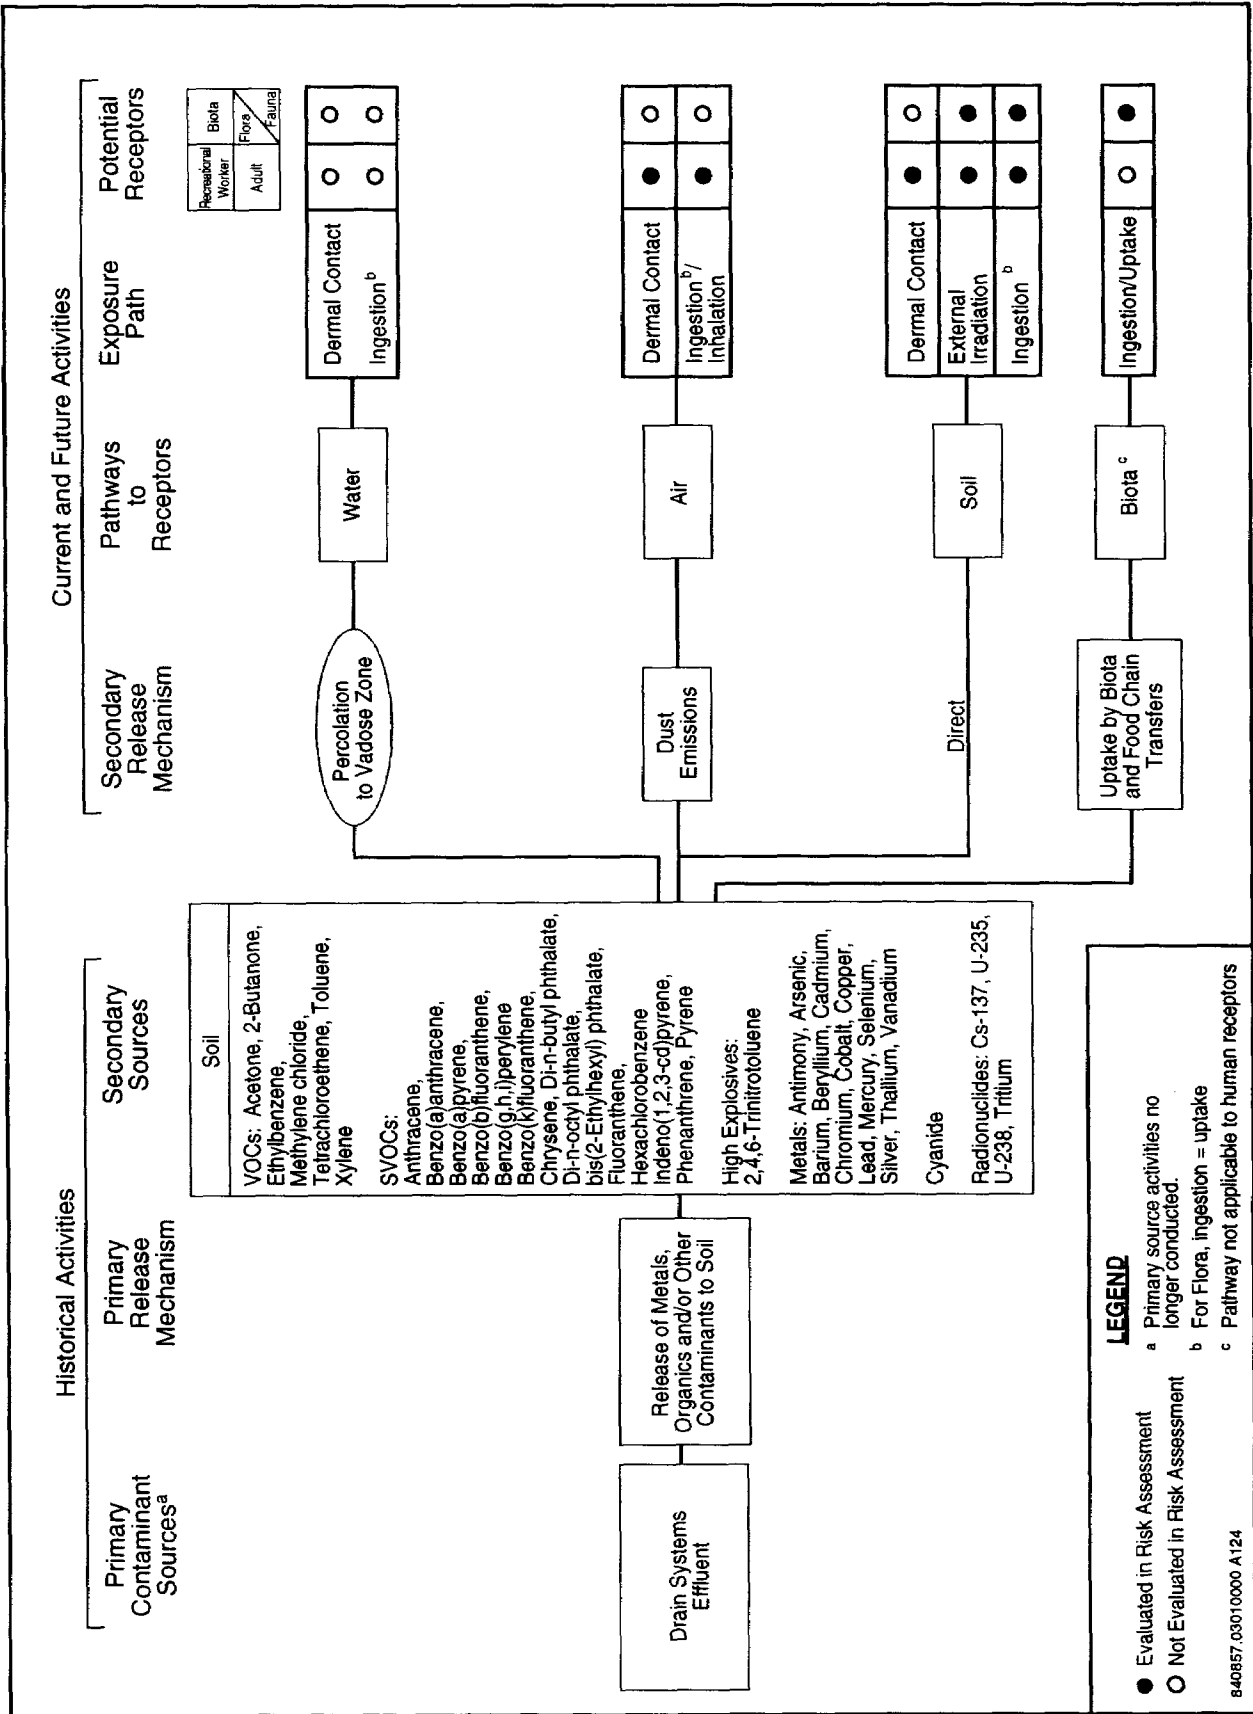 Historical Activities
Current and Future Activities
Primary
Contaminant
Sourcesᵃ
Primary
Release
Mechanism
Secondary
Sources
Secondary
Release
Mechanism
Pathways
to
Receptors
Exposure
Path
Potential
Receptors
Recreational
Worker
Biota
Adult
Flora
Fauna
Drain Systems
Effluent
Release of Metals,
Organics and/or Other
Contaminants to Soil
Soil
VOCs: Acetone, 2-Butanone,
Ethylbenzene,
Methylene chloride,
Tetrachloroethene, Toluene,
Xylene
SVOCs:
Anthracene,
Benzo(a)anthracene,
Benzo(a)pyrene,
Benzo(b)fluoranthene,
Benzo(g,h,i)perylene
Benzo(k)fluoranthene,
Chrysene, Di-n-butyl phthalate,
Di-n-octyl phthalate,
bis(2-Ethylhexyl) phthalate,
Fluoranthene,
Hexachlorobenzene
Indeno(1,2,3-cd)pyrene,
Phenanthrene, Pyrene
High Explosives:
2,4,6-Trinitrotoluene
Metals: Antimony, Arsenic,
Barium, Beryllium, Cadmium,
Chromium, Cobalt, Copper,
Lead, Mercury, Selenium,
Silver, Thallium, Vanadium
Cyanide
Radionuclides: Cs-137, U-235,
U-238, Tritium
Percolation
to Vadose Zone
Water
Dermal Contact
Ingestionᵇ
Dust
Emissions
Air
Dermal Contact
Ingestionᵇ/
Inhalation
Direct
Soil
Dermal Contact
External
Irradiation
Ingestionᵇ
Uptake by Biota
and Food Chain
Transfers
Biotaᶜ
Ingestion/Uptake
LEGEND
● Evaluated in Risk Assessment
○ Not Evaluated in Risk Assessment
a Primary source activities no
longer conducted.
b For Flora, ingestion = uptake
c Pathway not applicable to human receptors
840857.03010000 A124